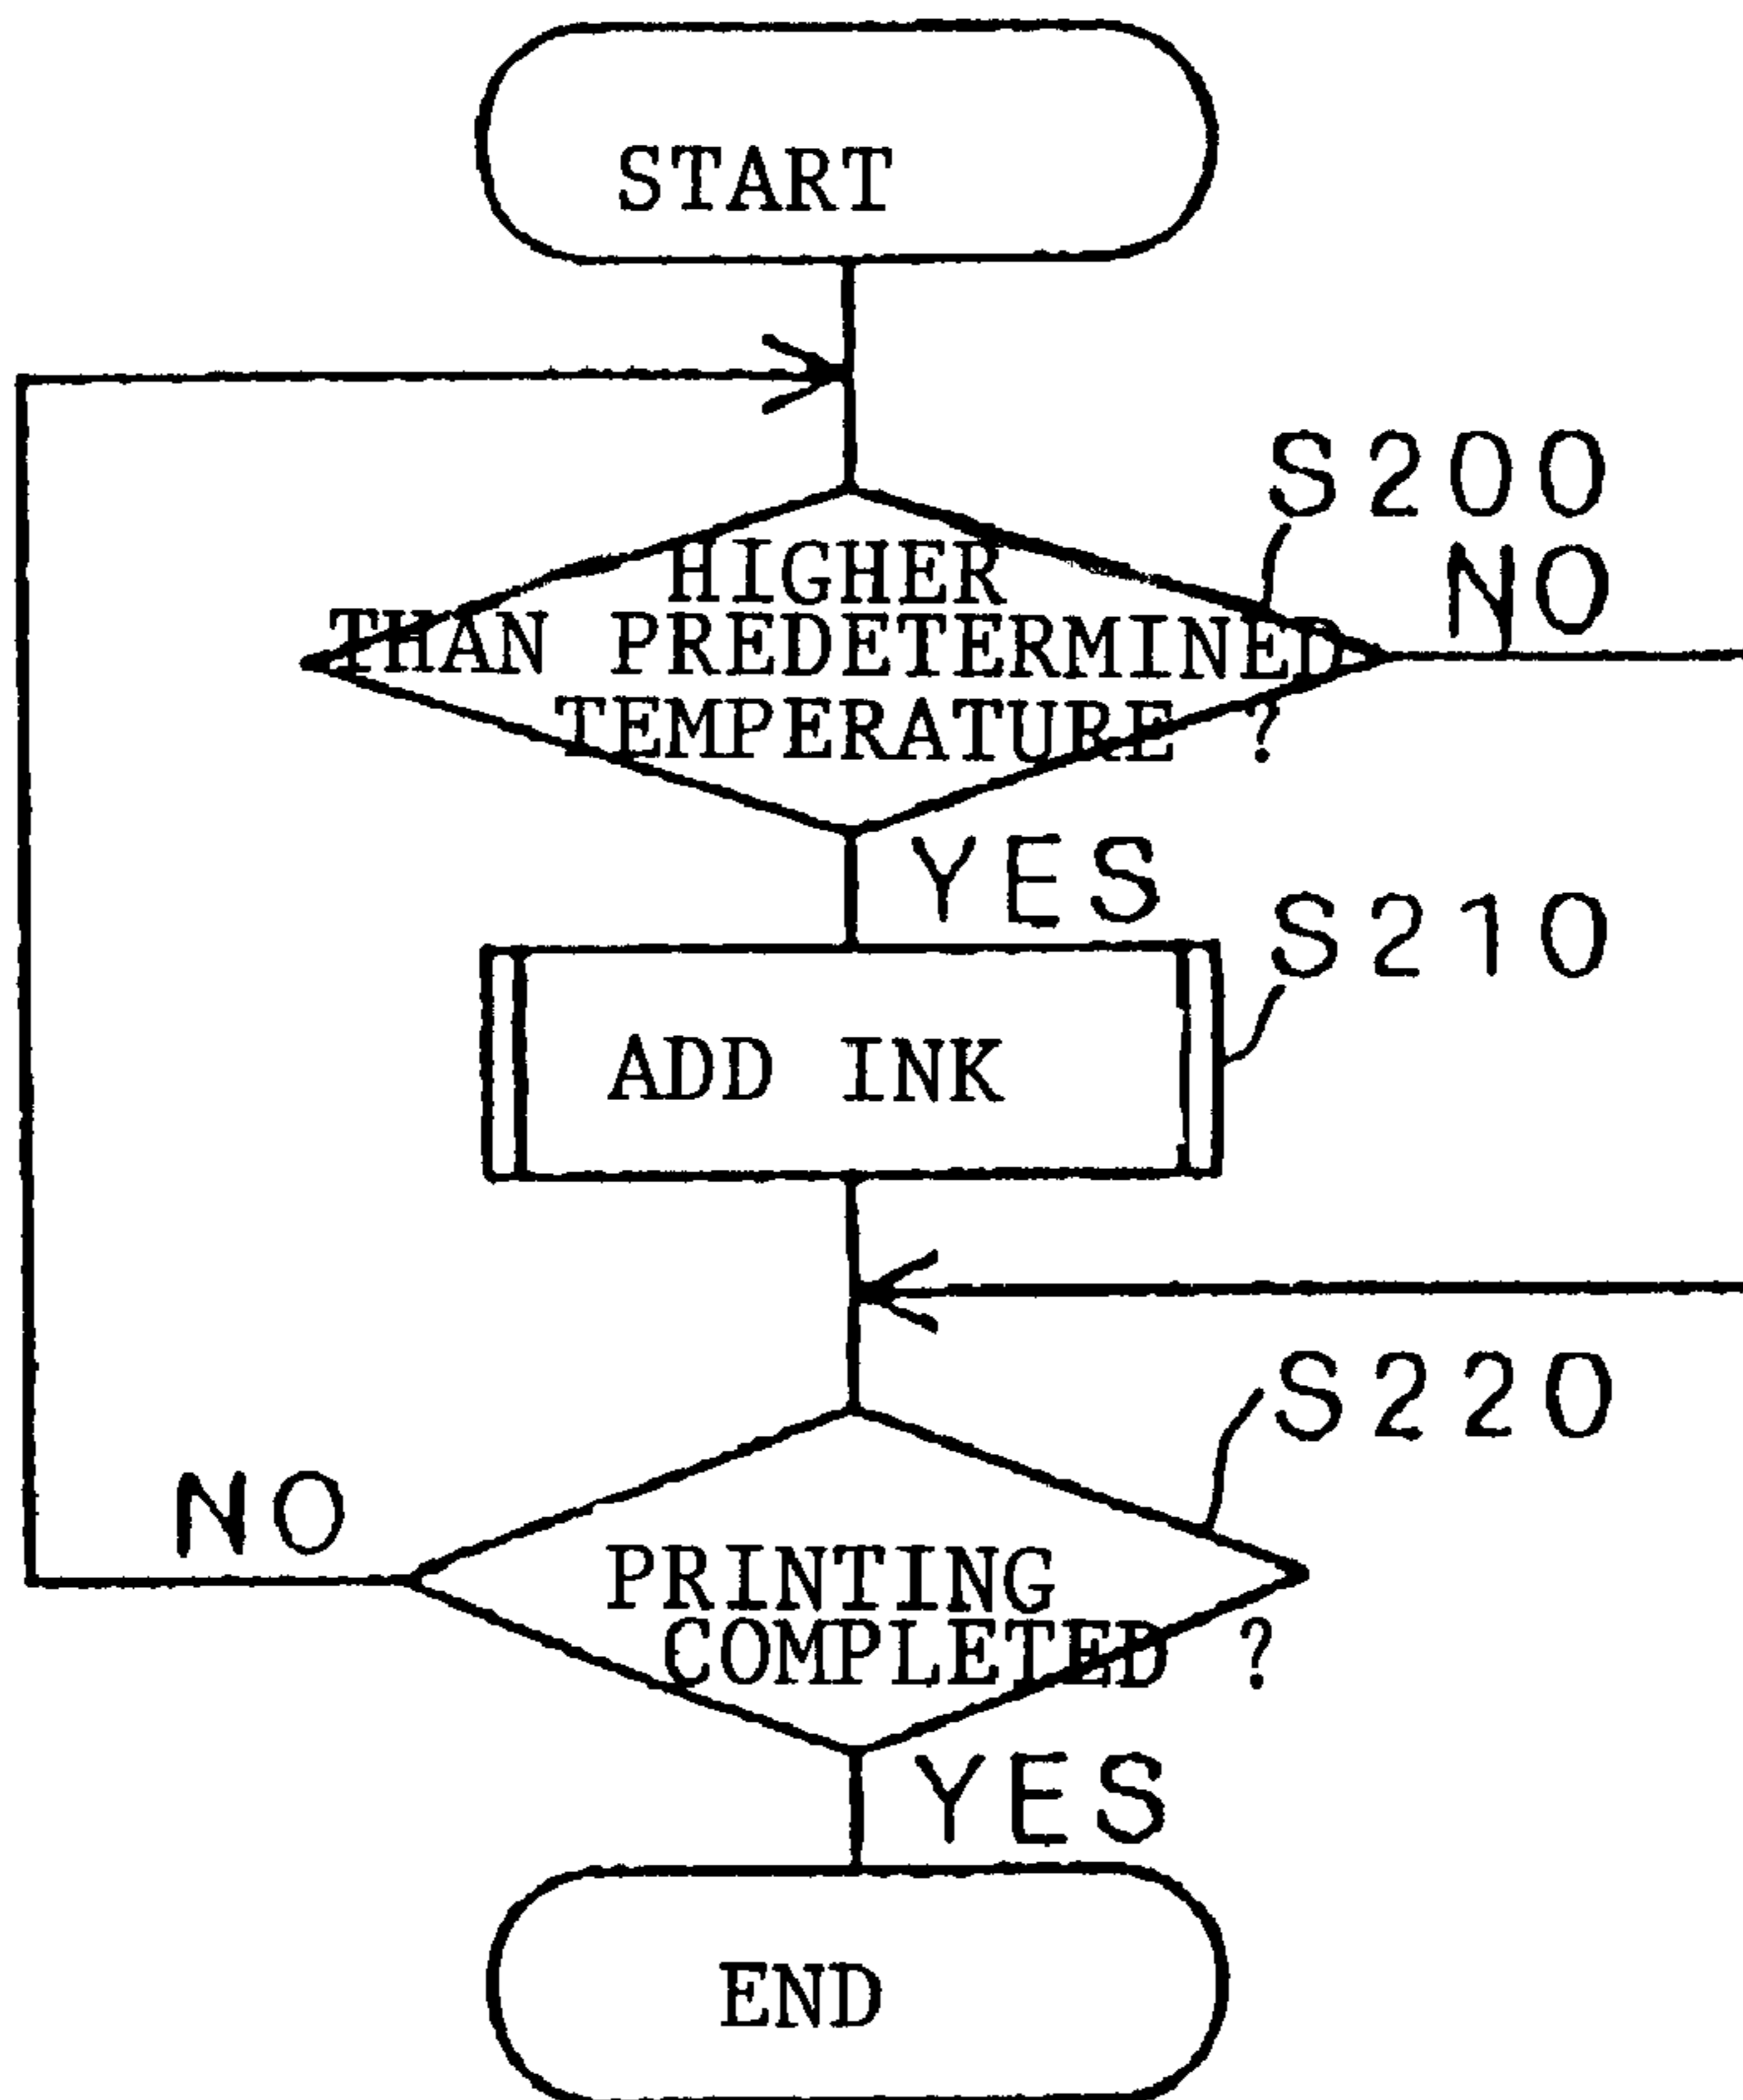 START
S200
NO
HIGHER
THAN PREDETERMINED
TEMPERATURE ?
YES
S210
ADD INK
S220
NO
PRINTING
COMPLETED ?
YES
END